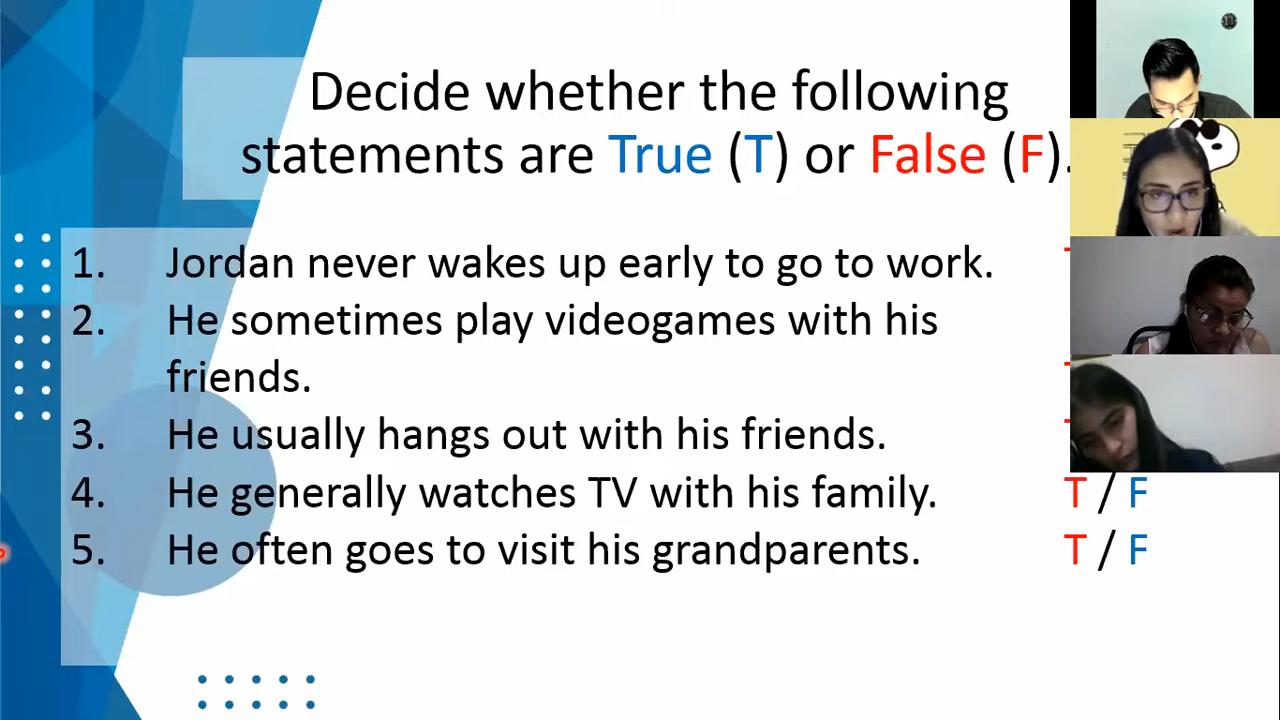 Decide whether the following
statements are True (T) or False (F).
1. Jordan never wakes up early to go to work.
2. He sometimes play videogames with his
friends.
3. He usually hangs out with his friends.
4. He generally watches TV with his family. T / F
5. He often goes to visit his grandparents. T / F